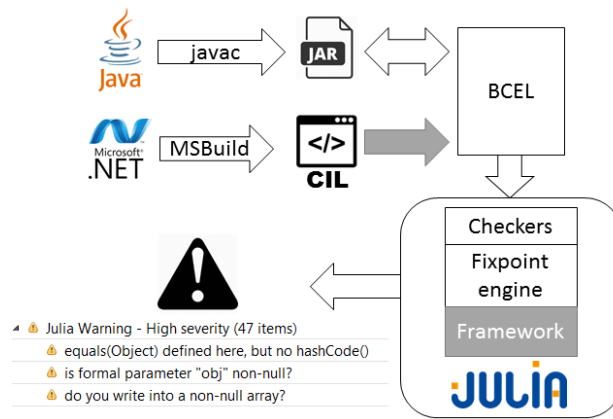 Java
javac
JAR
BCEL
Microsoft®
.NET
MSBuild
</>
CIL
Checkers
Fixpoint
engine
Framework
JULIA
Julia Warning - High severity (47 items)
equals(Object) defined here, but no hashCode()
is formal parameter "obj" non-null?
do you write into a non-null array?